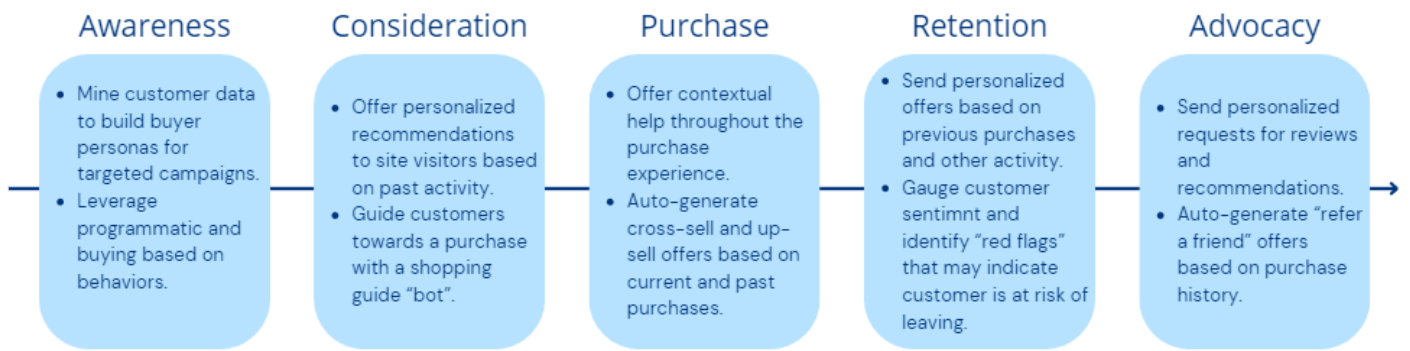 Awareness
• Mine customer data
to build buyer
personas for
targeted campaigns.
• Leverage
programmatic and
buying based on
behaviors.
Consideration
• Offer personalized
recommendations
to site visitors based
on past activity.
• Guide customers
towards a purchase
with a shopping
guide “bot”.
Purchase
• Offer contextual
help throughout the
purchase
experience.
• Auto-generate
cross-sell and up-
sell offers based on
current and past
purchases.
Retention
• Send personalized
offers based on
previous purchases
and other activity.
• Gauge customer
sentimnt and
identify “red flags”
that may indicate
customer is at risk of
leaving.
Advocacy
• Send personalized
requests for reviews
and
recommendations.
• Auto-generate “refer
a friend” offers
based on purchase
history.